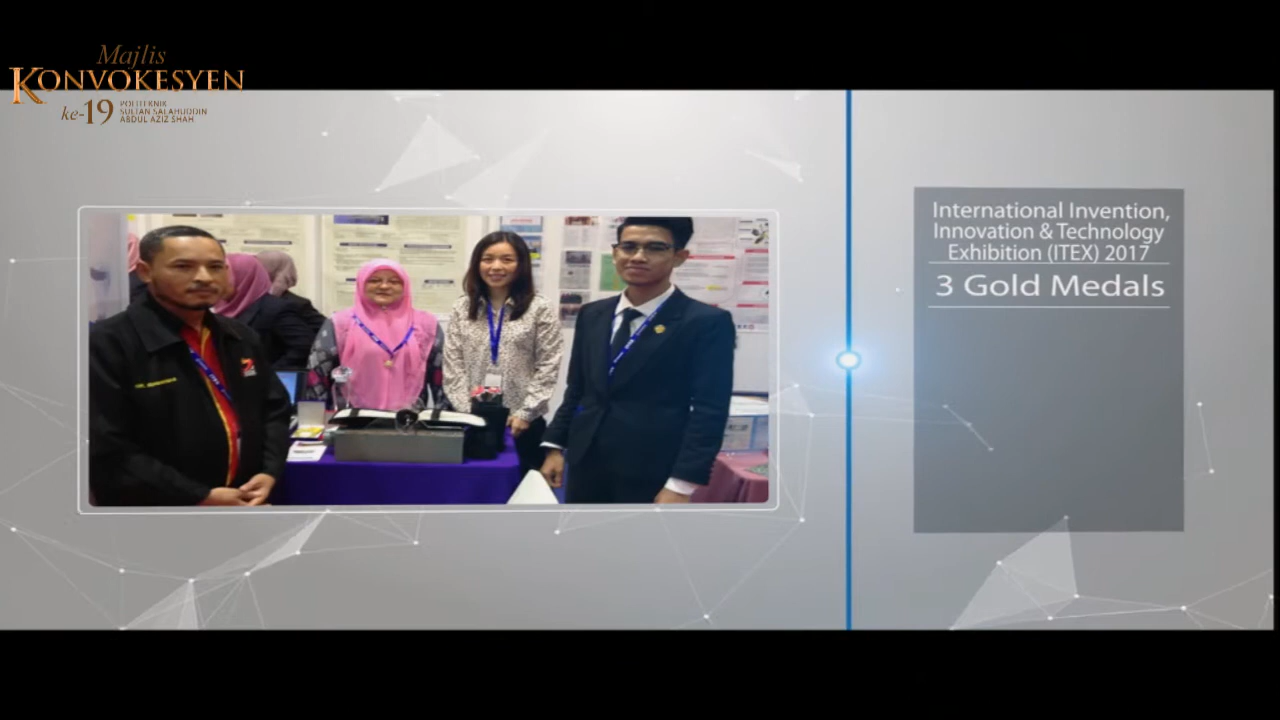 Majlis
KONVOKESYEN
ke-19
POLITEKNIK
SULTAN SALAHUDDIN
ABDUL AZIZ SHAH
International Invention,
Innovation & Technology
Exhibition (ITEX) 2017
3 Gold Medals